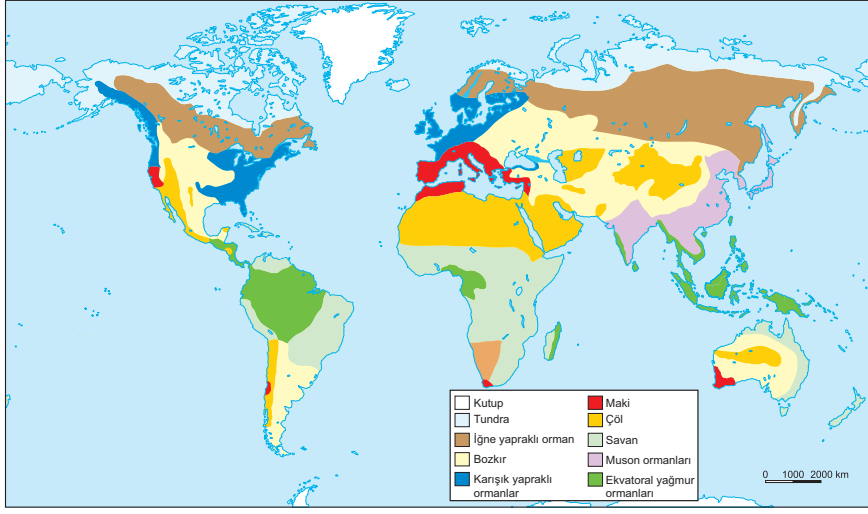 Kutup
Tundra
İğne yapraklı orman
Bozkır
Karışık yapraklı
ormanlar
Maki
Çöl
Savan
Muson ormanları
Ekvatoral yağmur
ormanları
0 1000 2000 km